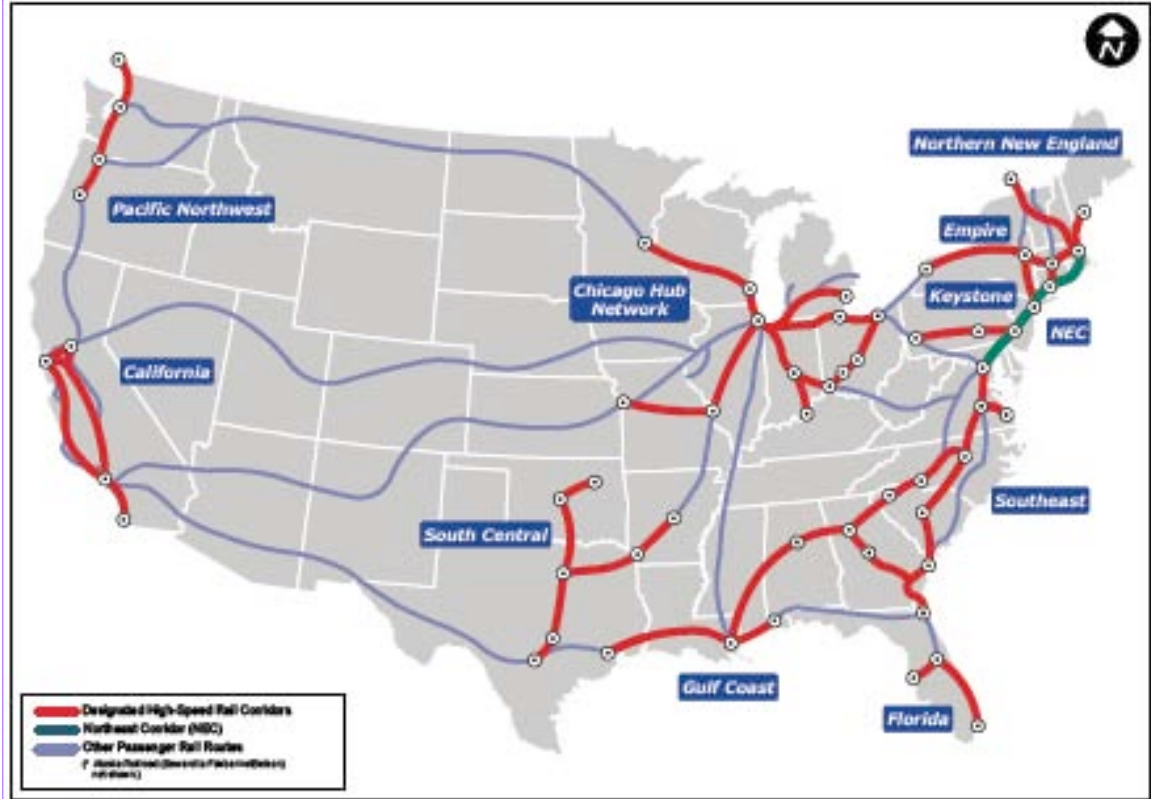 N
Northern New England
Pacific Northwest
Empire
Chicago Hub
Network
Keystone
NEC
California
Southeast
South Central
Gulf Coast
Florida
Designated High-Speed Rail Corridors
Northeast Corridor (NEC)
Other Passenger Rail Routes